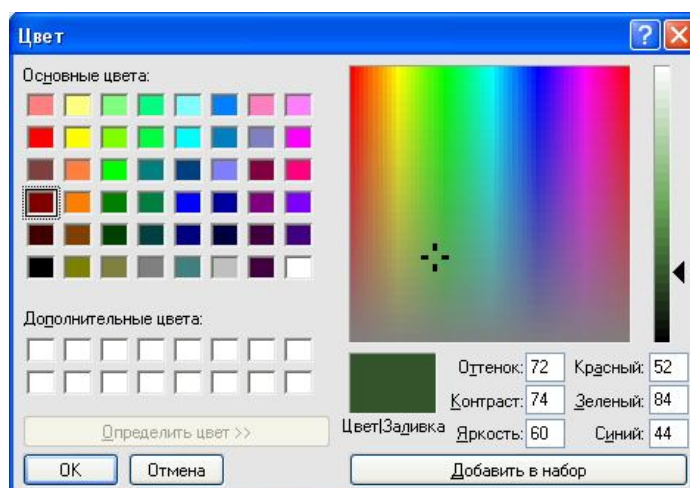 Цвет
Основные цвета:
Дополнительные цвета:
Определить цвет >>
ОК
Отмена
Цвет|Заливка
Оттенок: 72
Контраст: 74
Яркость: 60
Красный: 52
Зеленый: 84
Синий: 44
Добавить в набор